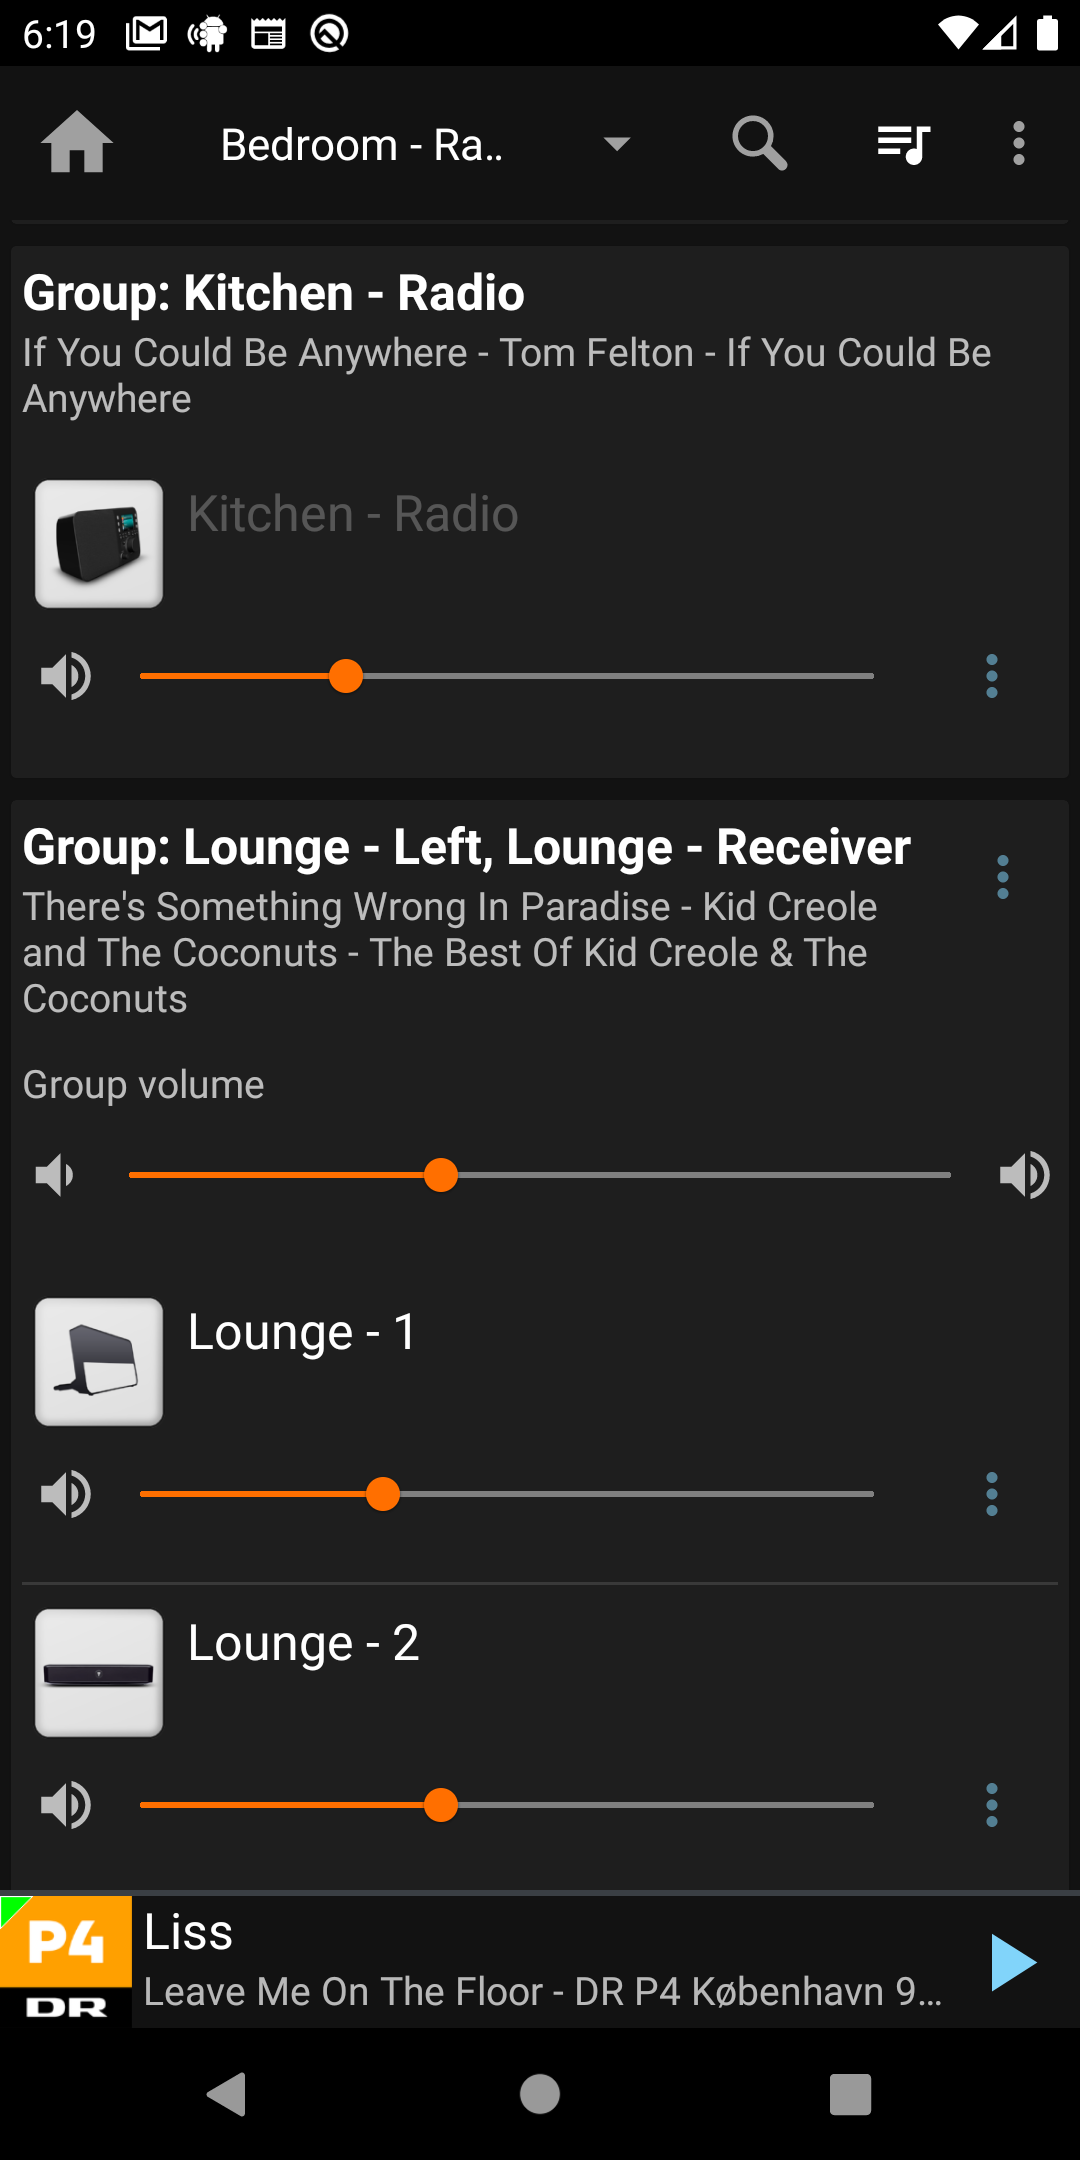 6:19
Bedroom - Ra..
Group: Kitchen - Radio
If You Could Be Anywhere - Tom Felton - If You Could Be
Anywhere
Kitchen - Radio
Group: Lounge - Left, Lounge - Receiver
There's Something Wrong In Paradise - Kid Creole
and The Coconuts - The Best Of Kid Creole & The
Coconuts
Group volume
Lounge - 1
Lounge - 2
P4
DR
Liss
Leave Me On The Floor - DR P4 København 9...